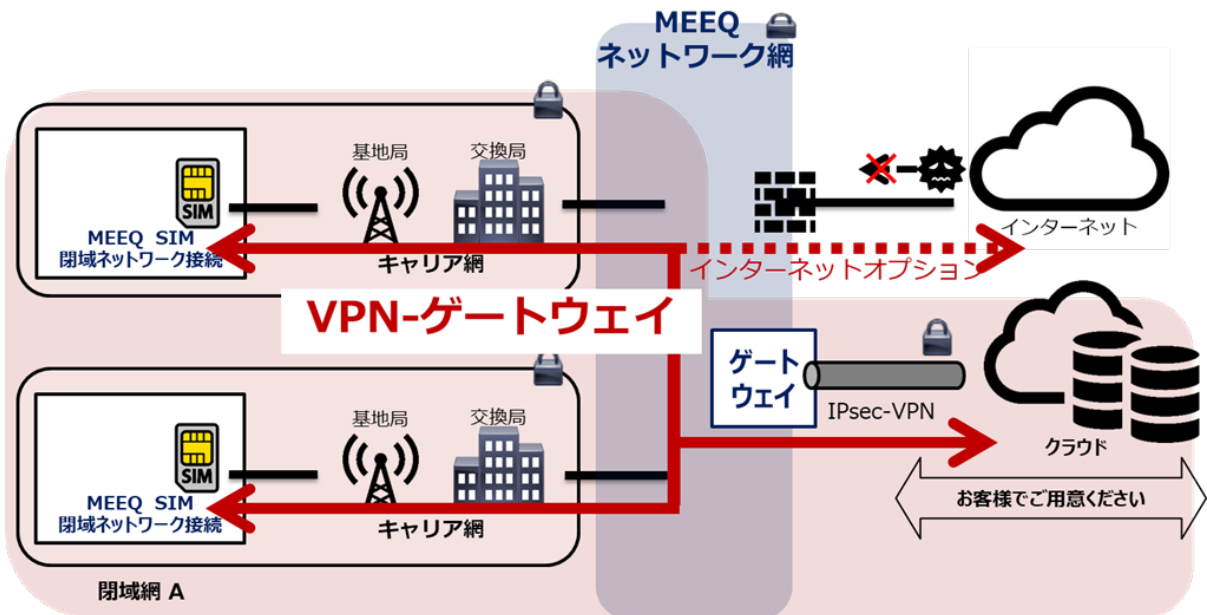 MEEQ
ネットワーク網
基地局
交換局
SIM
MEEQ SIM
閉域ネットワーク接続
キャリア網
インターネット
インターネットオプション
VPN-ゲートウェイ
ゲート
ウェイ
IPsec-VPN
クラウド
お客様でご用意ください
基地局
交換局
SIM
MEEQ SIM
閉域ネットワーク接続
キャリア網
閉域網 A